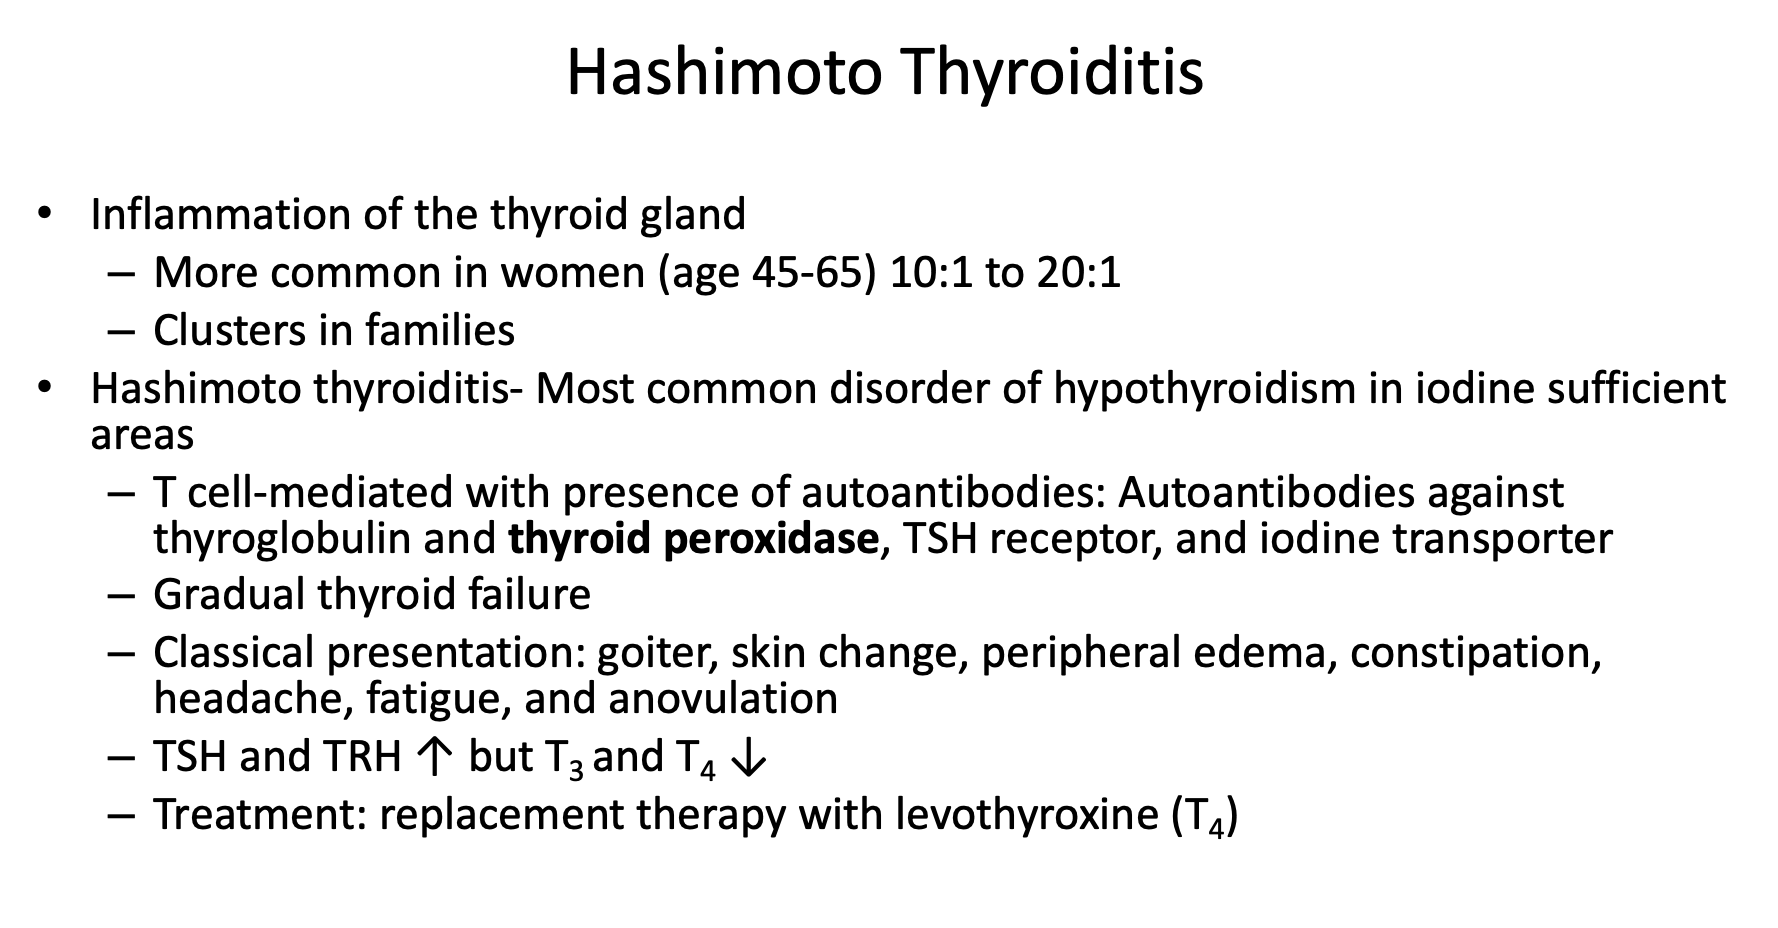 Hashimoto Thyroiditis
• Inflammation of the thyroid gland
– More common in women (age 45-65) 10:1 to 20:1
– Clusters in families
• Hashimoto thyroiditis- Most common disorder of hypothyroidism in iodine sufficient
areas
– T cell-mediated with presence of autoantibodies: Autoantibodies against
thyroglobulin and thyroid peroxidase, TSH receptor, and iodine transporter
– Gradual thyroid failure
– Classical presentation: goiter, skin change, peripheral edema, constipation,
headache, fatigue, and anovulation
– TSH and TRH ↑ but T₃ and T₄ ↓
– Treatment: replacement therapy with levothyroxine (T₄)